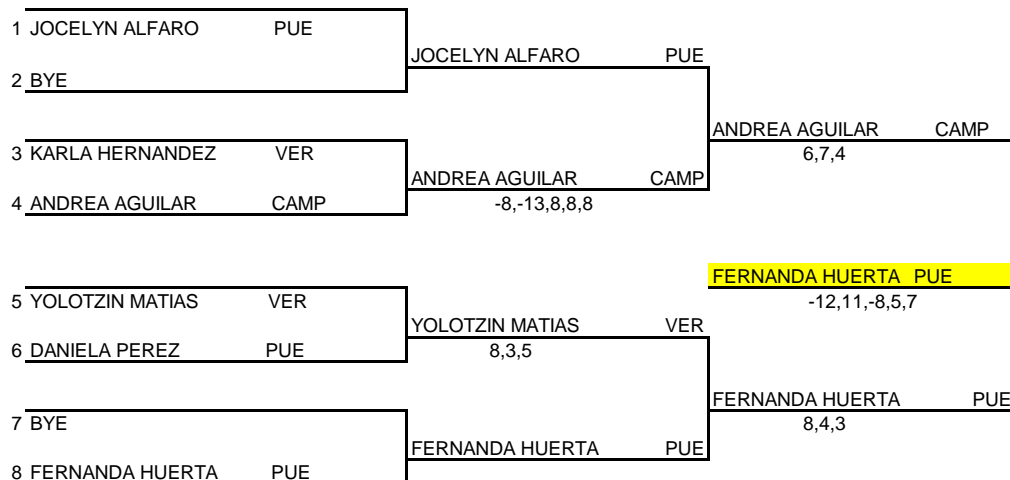 1 JOCELYN ALFARO PUE
JOCELYN ALFARO PUE
2 BYE
ANDREA AGUILAR CAMP
3 KARLA HERNANDEZ VER
6,7,4
ANDREA AGUILAR CAMP
4 ANDREA AGUILAR CAMP
-8,-13,8,8,8
FERNANDA HUERTA PUE
5 YOLOTZIN MATIAS VER
-12,11,-8,5,7
YOLOTZIN MATIAS VER
6 DANIELA PEREZ PUE
8,3,5
FERNANDA HUERTA PUE
7 BYE
8,4,3
FERNANDA HUERTA PUE
8 FERNANDA HUERTA PUE